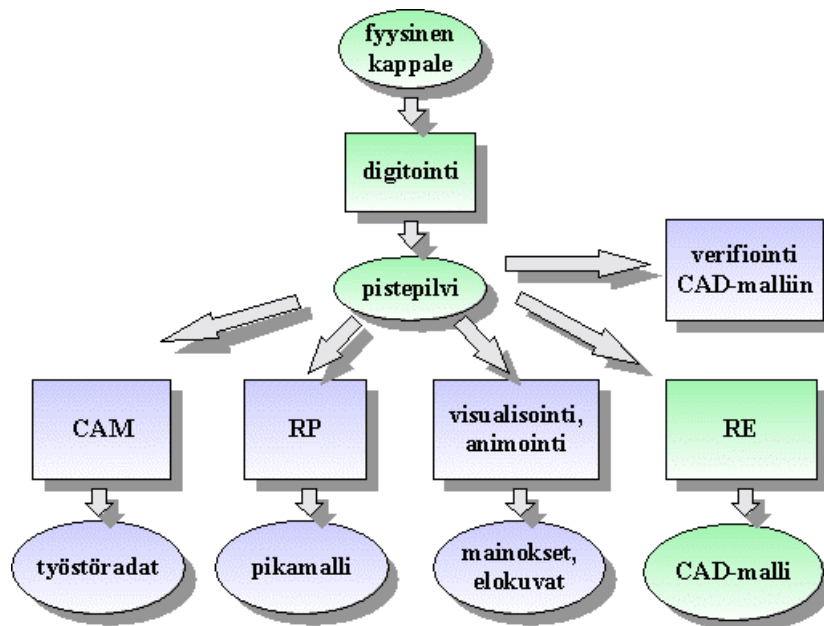 fyysinen
kappale
digitointi
pistepilvi
verifiointi
CAD-malliin
CAM
RP
visualisointi,
animointi
RE
työstöradat
pikamalli
mainokset,
elokuvat
CAD-malli